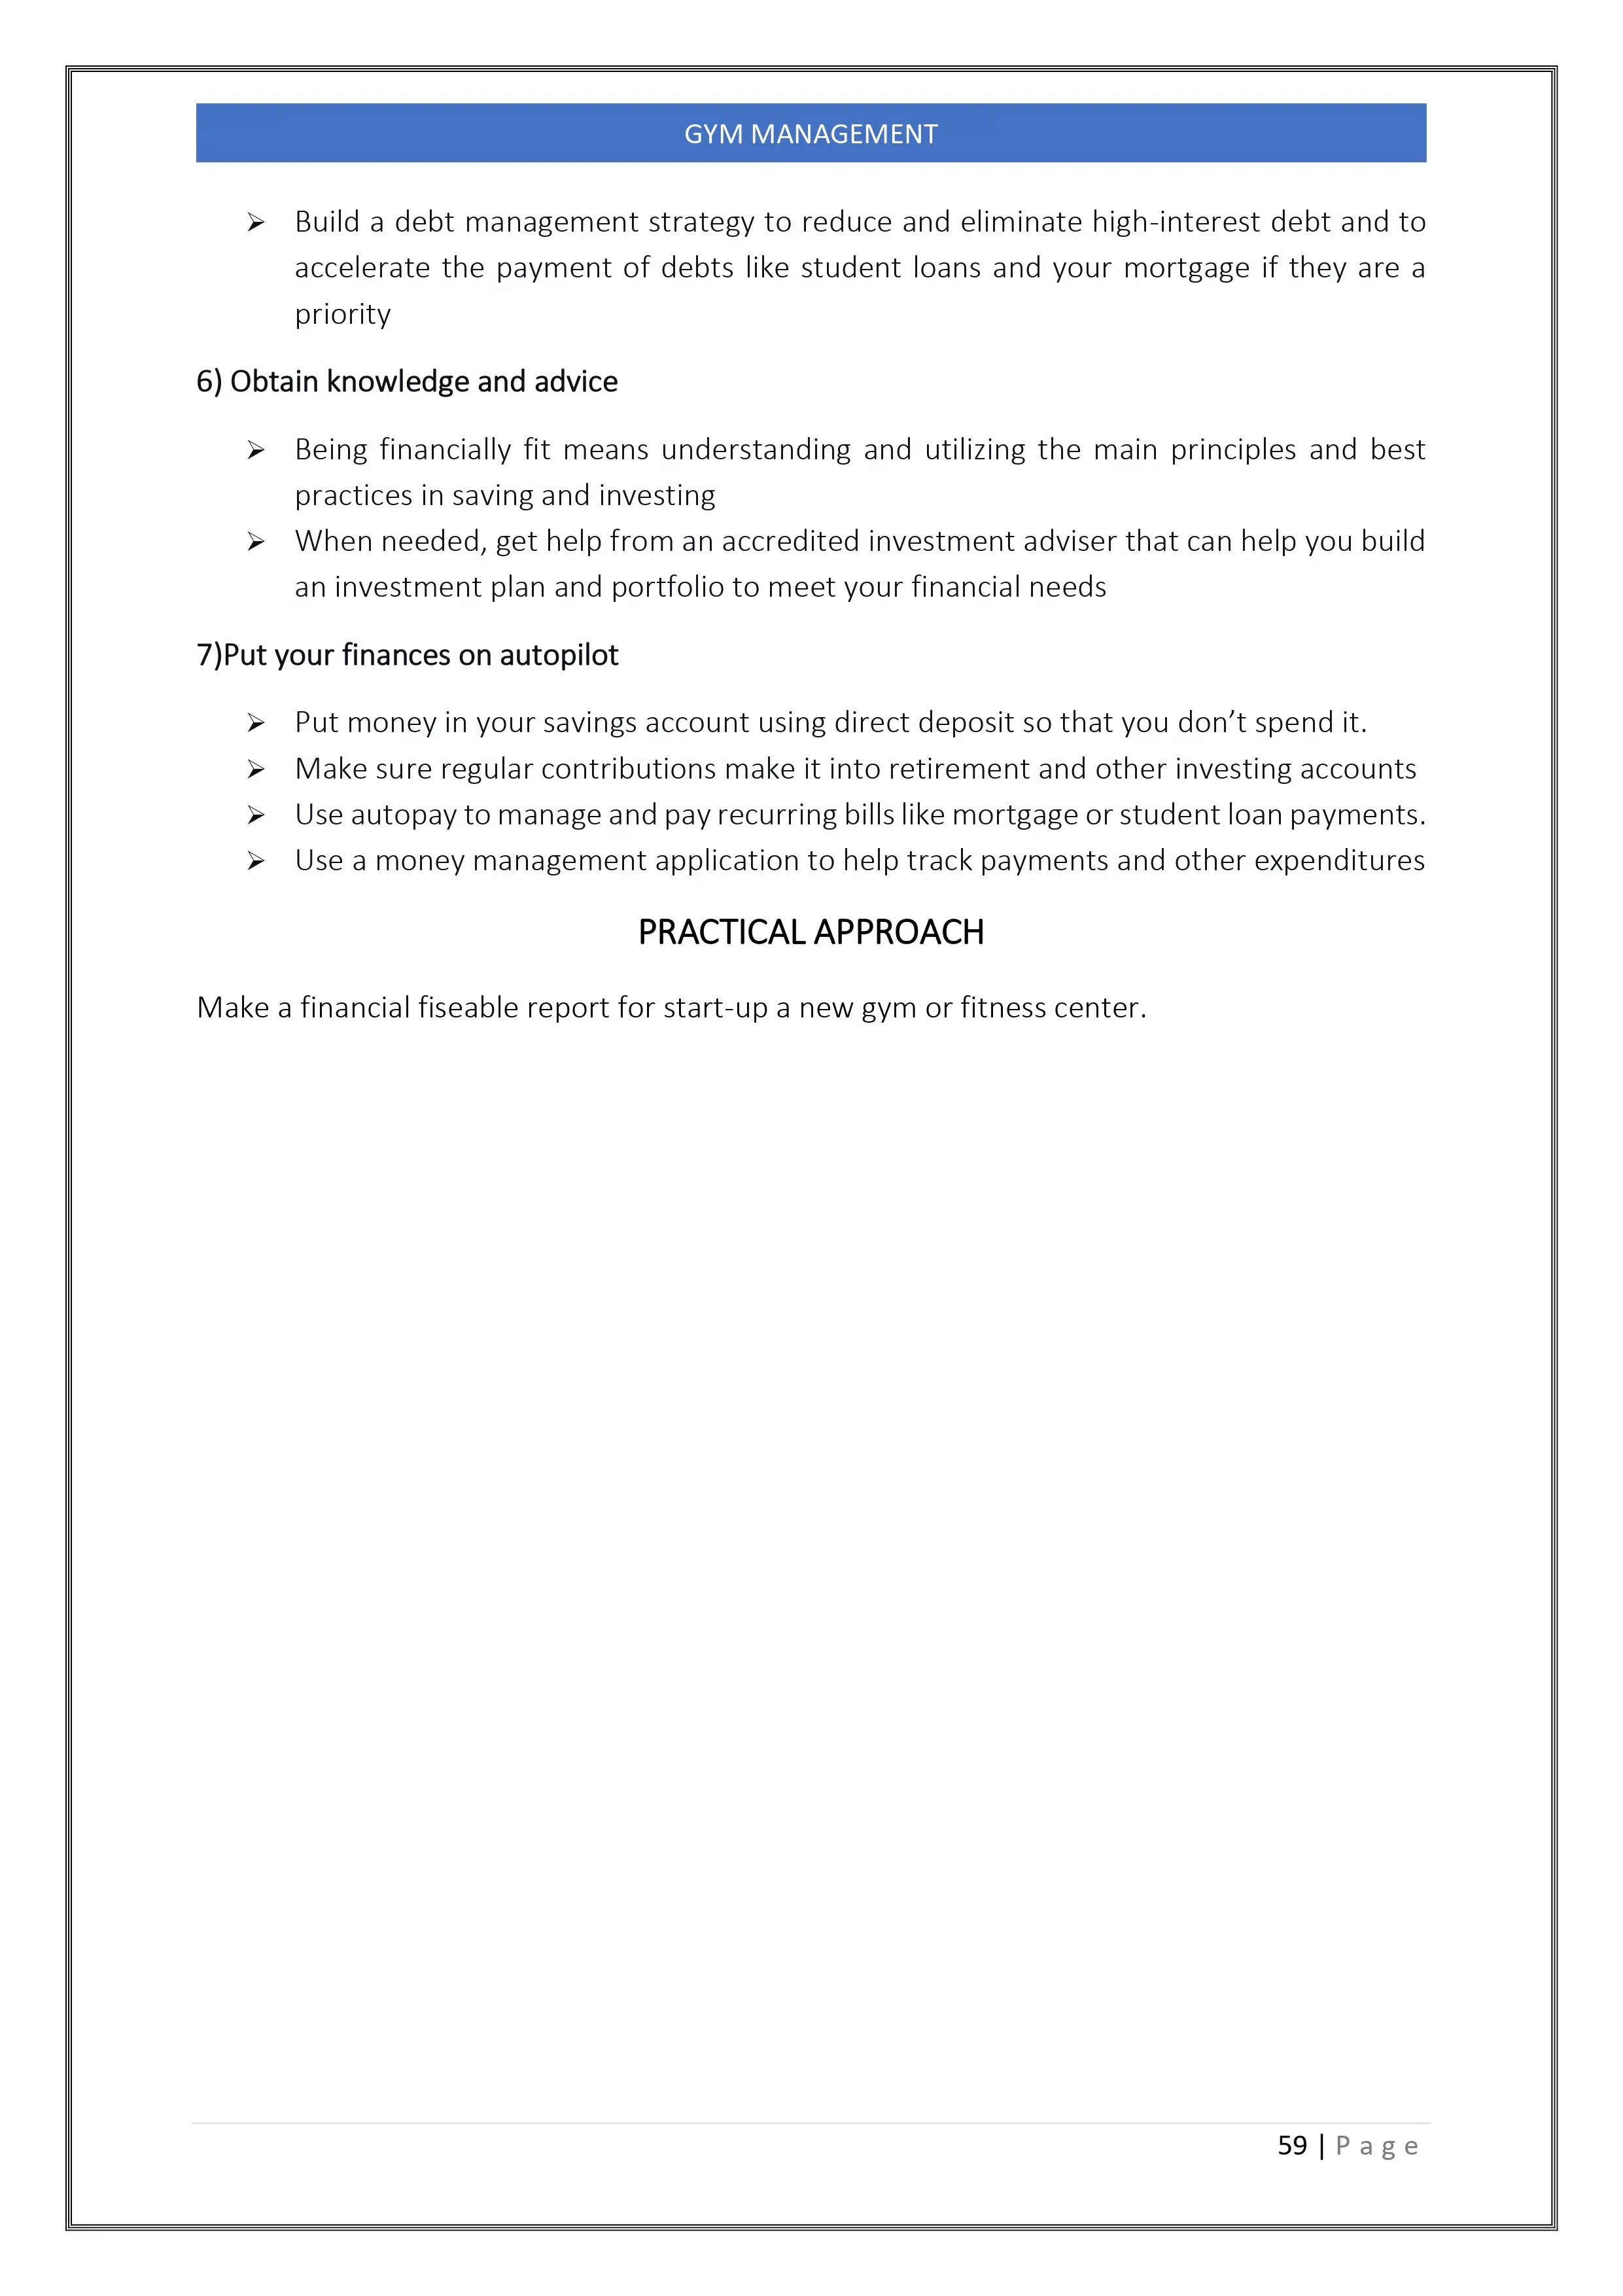 GYM MANAGEMENT
➢ Build a debt management strategy to reduce and eliminate high-interest debt and to
accelerate the payment of debts like student loans and your mortgage if they are a
priority
6) Obtain knowledge and advice
➢ Being financially fit means understanding and utilizing the main principles and best
practices in saving and investing
➢ When needed, get help from an accredited investment adviser that can help you build
an investment plan and portfolio to meet your financial needs
7)Put your finances on autopilot
➢ Put money in your savings account using direct deposit so that you don’t spend it.
➢ Make sure regular contributions make it into retirement and other investing accounts
➢ Use autopay to manage and pay recurring bills like mortgage or student loan payments.
➢ Use a money management application to help track payments and other expenditures
PRACTICAL APPROACH
Make a financial fiseable report for start-up a new gym or fitness center.
59 | P a g e